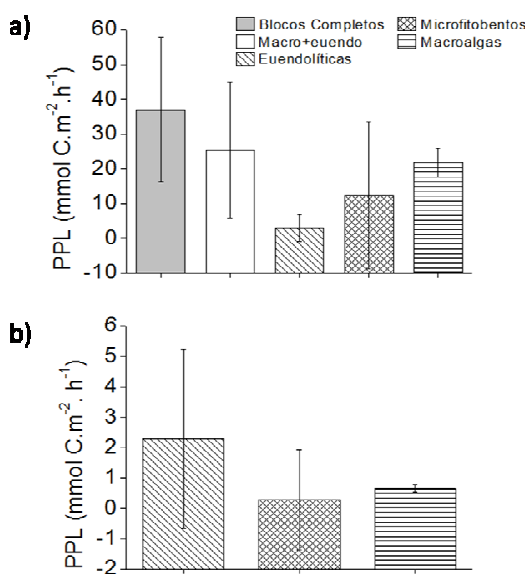 a)
Blocos Completos
Macro+euendo
Euendolíticas
Microfitobentos
Macroalgas
PPL (mmol C.m⁻².h⁻¹)
60
50
40
30
20
10
0
-10
b)
PPL (mmol C.m⁻². h⁻¹)
6
5
4
3
2
1
0
-1
-2